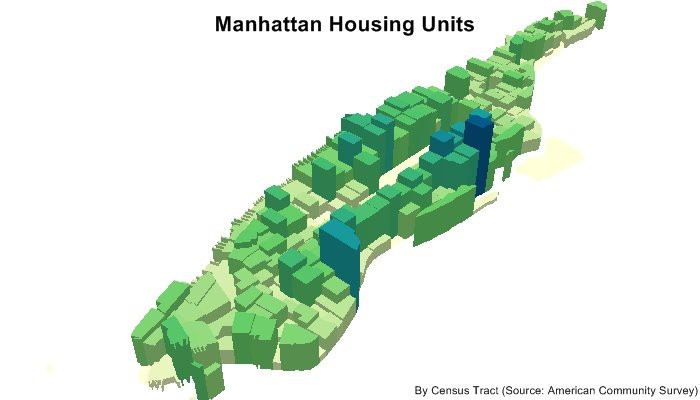 Manhattan Housing Units
By Census Tract (Source: American Community Survey)